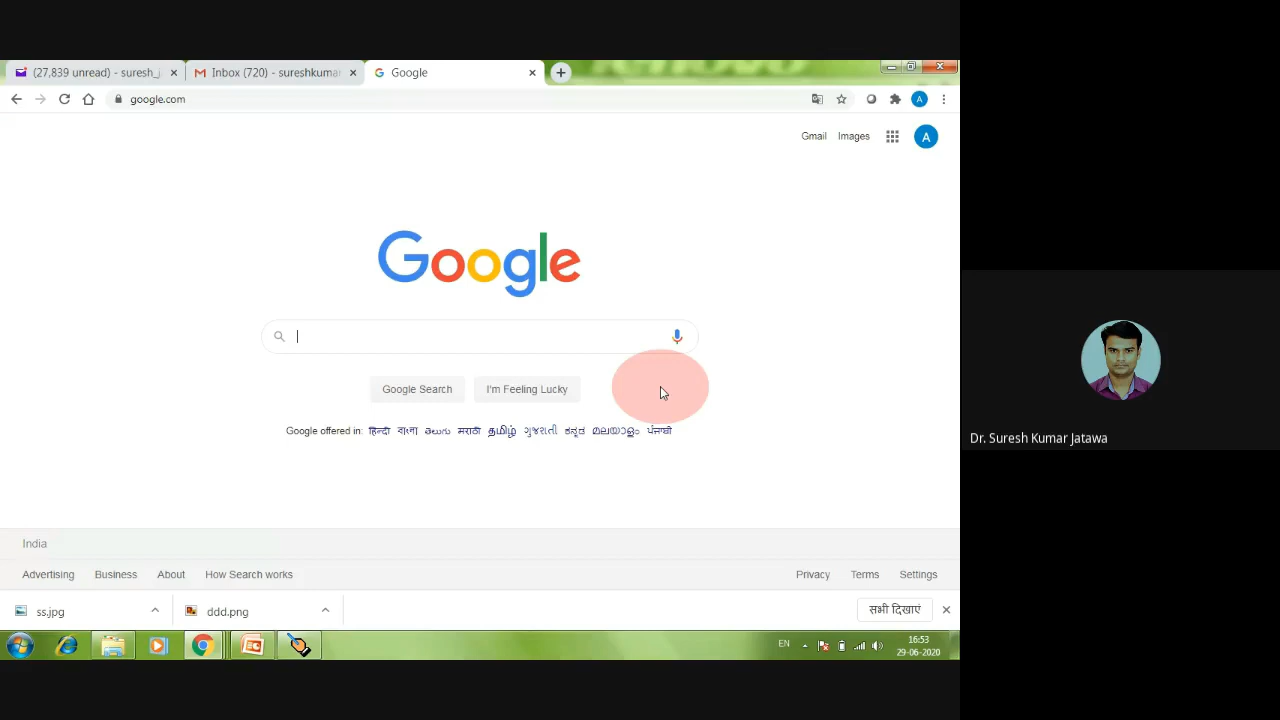 (27,839 unread) - suresh_j
Inbox (720) - sureshkumar
Google
google.com
A
Gmail
Images
A
Google
Google Search
I'm Feeling Lucky
Google offered in: हिन्दी বাংলা తెలుగు मराठी தமிழ் ગુજરાતી ಕನ್ನಡ മലയാളം ਪੰਜਾਬੀ
Dr. Suresh Kumar Jatawa
India
Advertising Business About How Search works
Privacy Terms Settings
ss.jpg
ddd.png
सभी दिखाएं
EN
16:53
29-06-2020